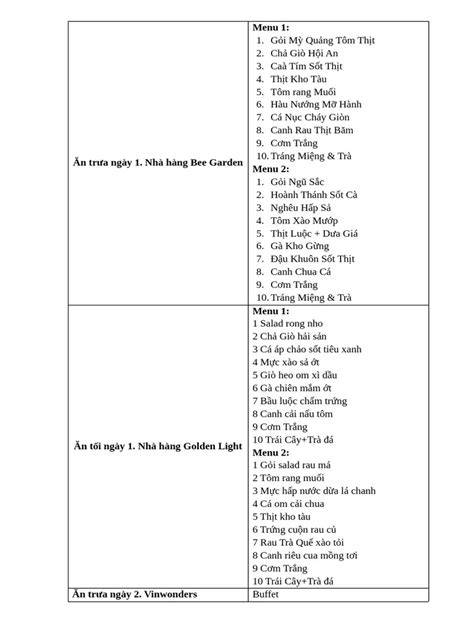 Ăn trưa ngày 1. Nhà hàng Bee Garden
Menu 1:
1. Gỏi Mỳ Quảng Tôm Thịt
2. Chả Giò Hội An
3. Caà Tím Sốt Thịt
4. Thịt Kho Tàu
5. Tôm rang Muối
6. Hàu Nướng Mỡ Hành
7. Cá Nục Cháy Giòn
8. Canh Rau Thịt Băm
9. Cơm Trắng
10. Tráng Miệng & Trà
Menu 2:
1. Gỏi Ngũ Sắc
2. Hoành Thánh Sốt Cà
3. Nghêu Hấp Sả
4. Tôm Xào Mướp
5. Thịt Luộc + Dưa Giá
6. Gà Kho Gừng
7. Đậu Khuôn Sốt Thịt
8. Canh Chua Cá
9. Cơm Trắng
10. Tráng Miệng & Trà
Ăn tối ngày 1. Nhà hàng Golden Light
Menu 1:
1 Salad rong nho
2 Chả Giò hải sản
3 Cá áp chảo sốt tiêu xanh
4 Mực xào sả ớt
5 Giò heo om xì dầu
6 Gà chiên mắm ớt
7 Bầu luộc chấm trứng
8 Canh cải nấu tôm
9 Cơm Trắng
10 Trái Cây+Trà đá
Menu 2:
1 Gỏi salad rau má
2 Tôm rang muối
3 Mực hấp nước dừa lá chanh
4 Cá om cải chua
5 Thịt kho tàu
6 Trứng cuộn rau củ
7 Rau Trà Quế xào tỏi
8 Canh riêu cua mồng tơi
9 Cơm Trắng
10 Trái Cây+Trà đá
Ăn trưa ngày 2. Vinwonders
Buffet